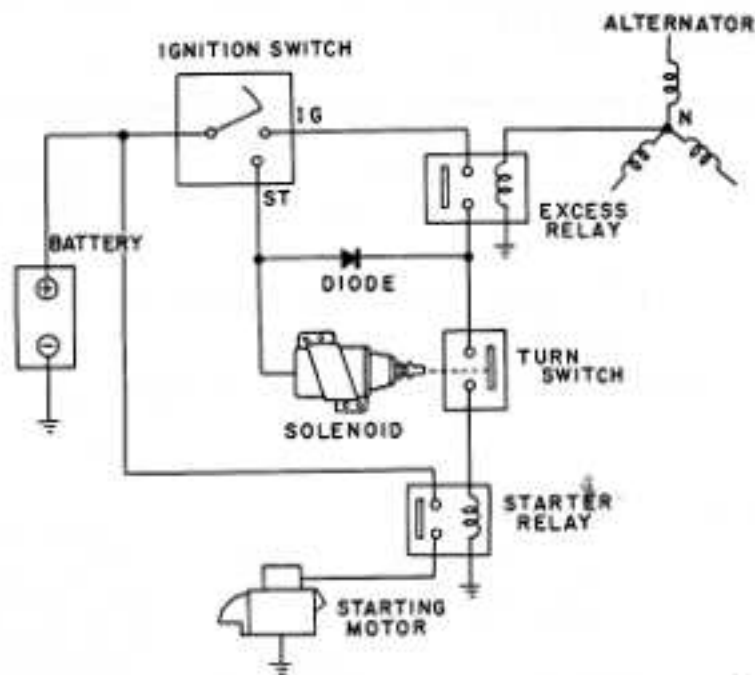 ALTERNATOR
IGNITION SWITCH
IG
N
ST
EXCESS
RELAY
BATTERY
+
DIODE
-
TURN
SWITCH
SOLENOID
STARTER
RELAY
STARTING
MOTOR